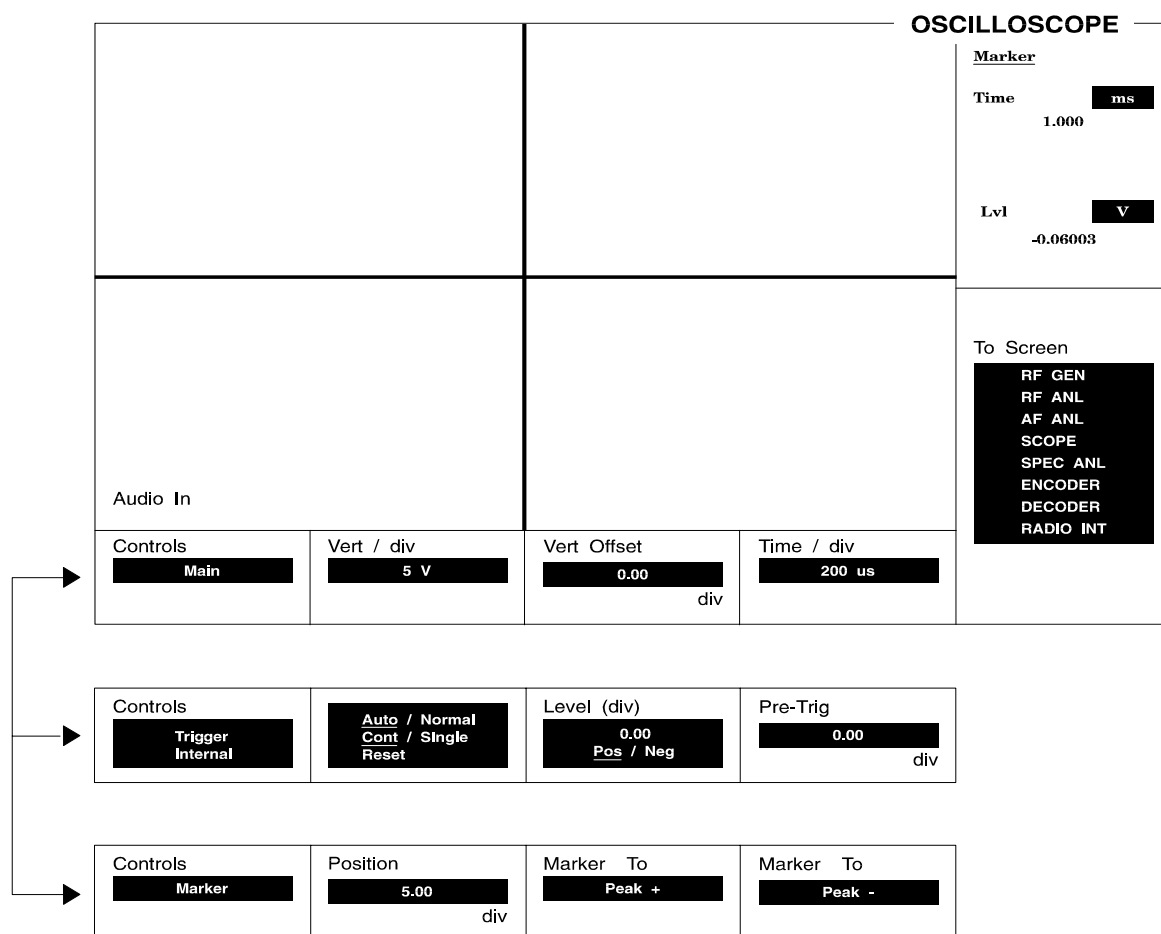 OSCILLOSCOPE
Marker
Time ms
1.000
Lvl V
-0.06003
To Screen
RF GEN
RF ANL
AF ANL
SCOPE
SPEC ANL
ENCODER
DECODER
RADIO INT
Audio In
Controls
Main
Vert / div
5 V
Vert Offset
0.00
div
Time / div
200 us
Controls
Trigger
Internal
Auto / Normal
Cont / SIngle
Reset
Level (div)
0.00
Pos / Neg
Pre-Trig
0.00
div
Controls
Marker
Position
5.00
div
Marker To
Peak +
Marker To
Peak -